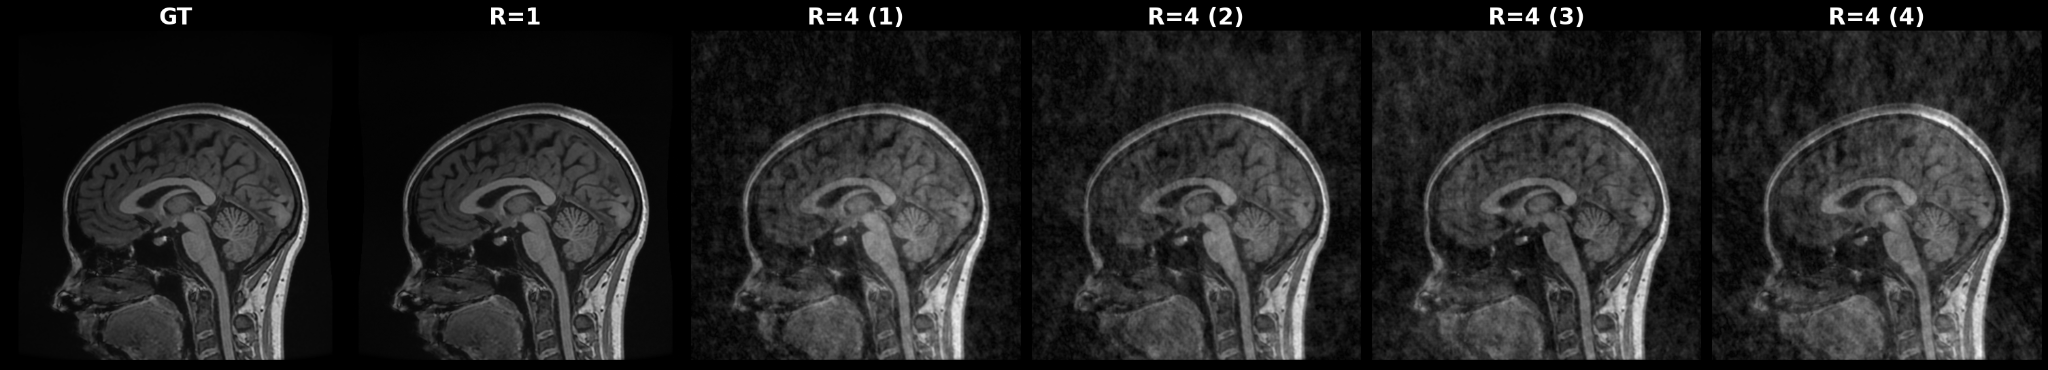 GT R=1 R=4 (1) R=4 (2) R=4 (3) R=4 (4)